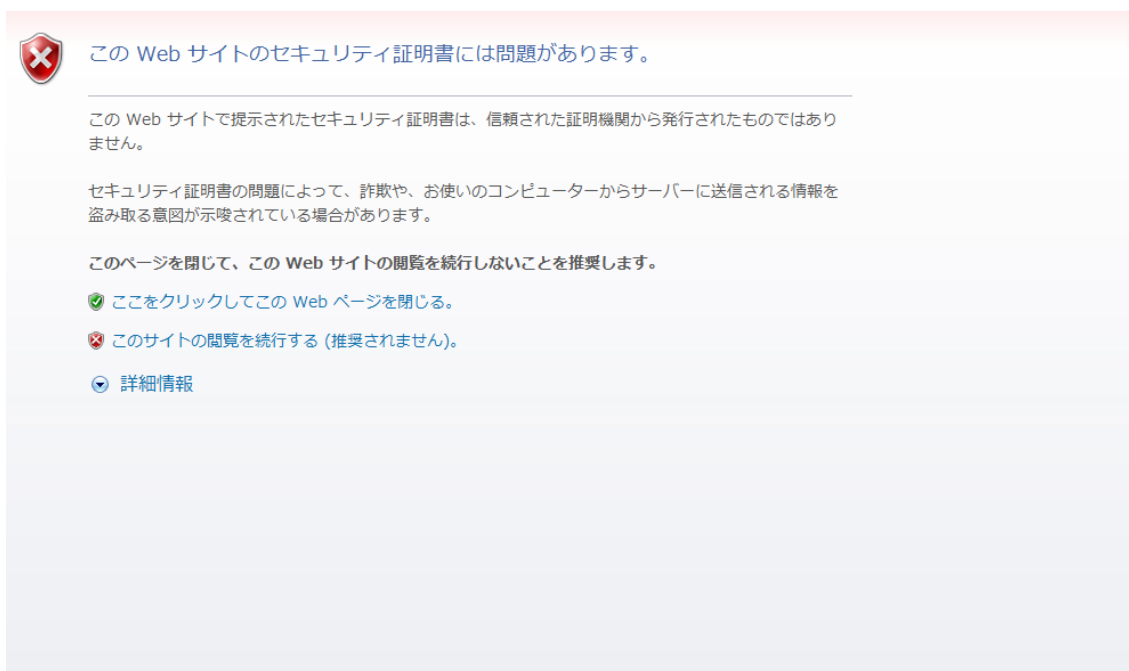 この Web サイトのセキュリティ証明書には問題があります。
この Web サイトで提示されたセキュリティ証明書は、信頼された証明機関から発行されたものではあり
ません。
セキュリティ証明書の問題によって、詐欺や、お使いのコンピューターからサーバーに送信される情報を
盗み取る意図が示唆されている場合があります。
このページを閉じて、この Web サイトの閲覧を続行しないことを推奨します。
ここをクリックしてこの Web ページを閉じる。
このサイトの閲覧を続行する (推奨されません)。
詳細情報